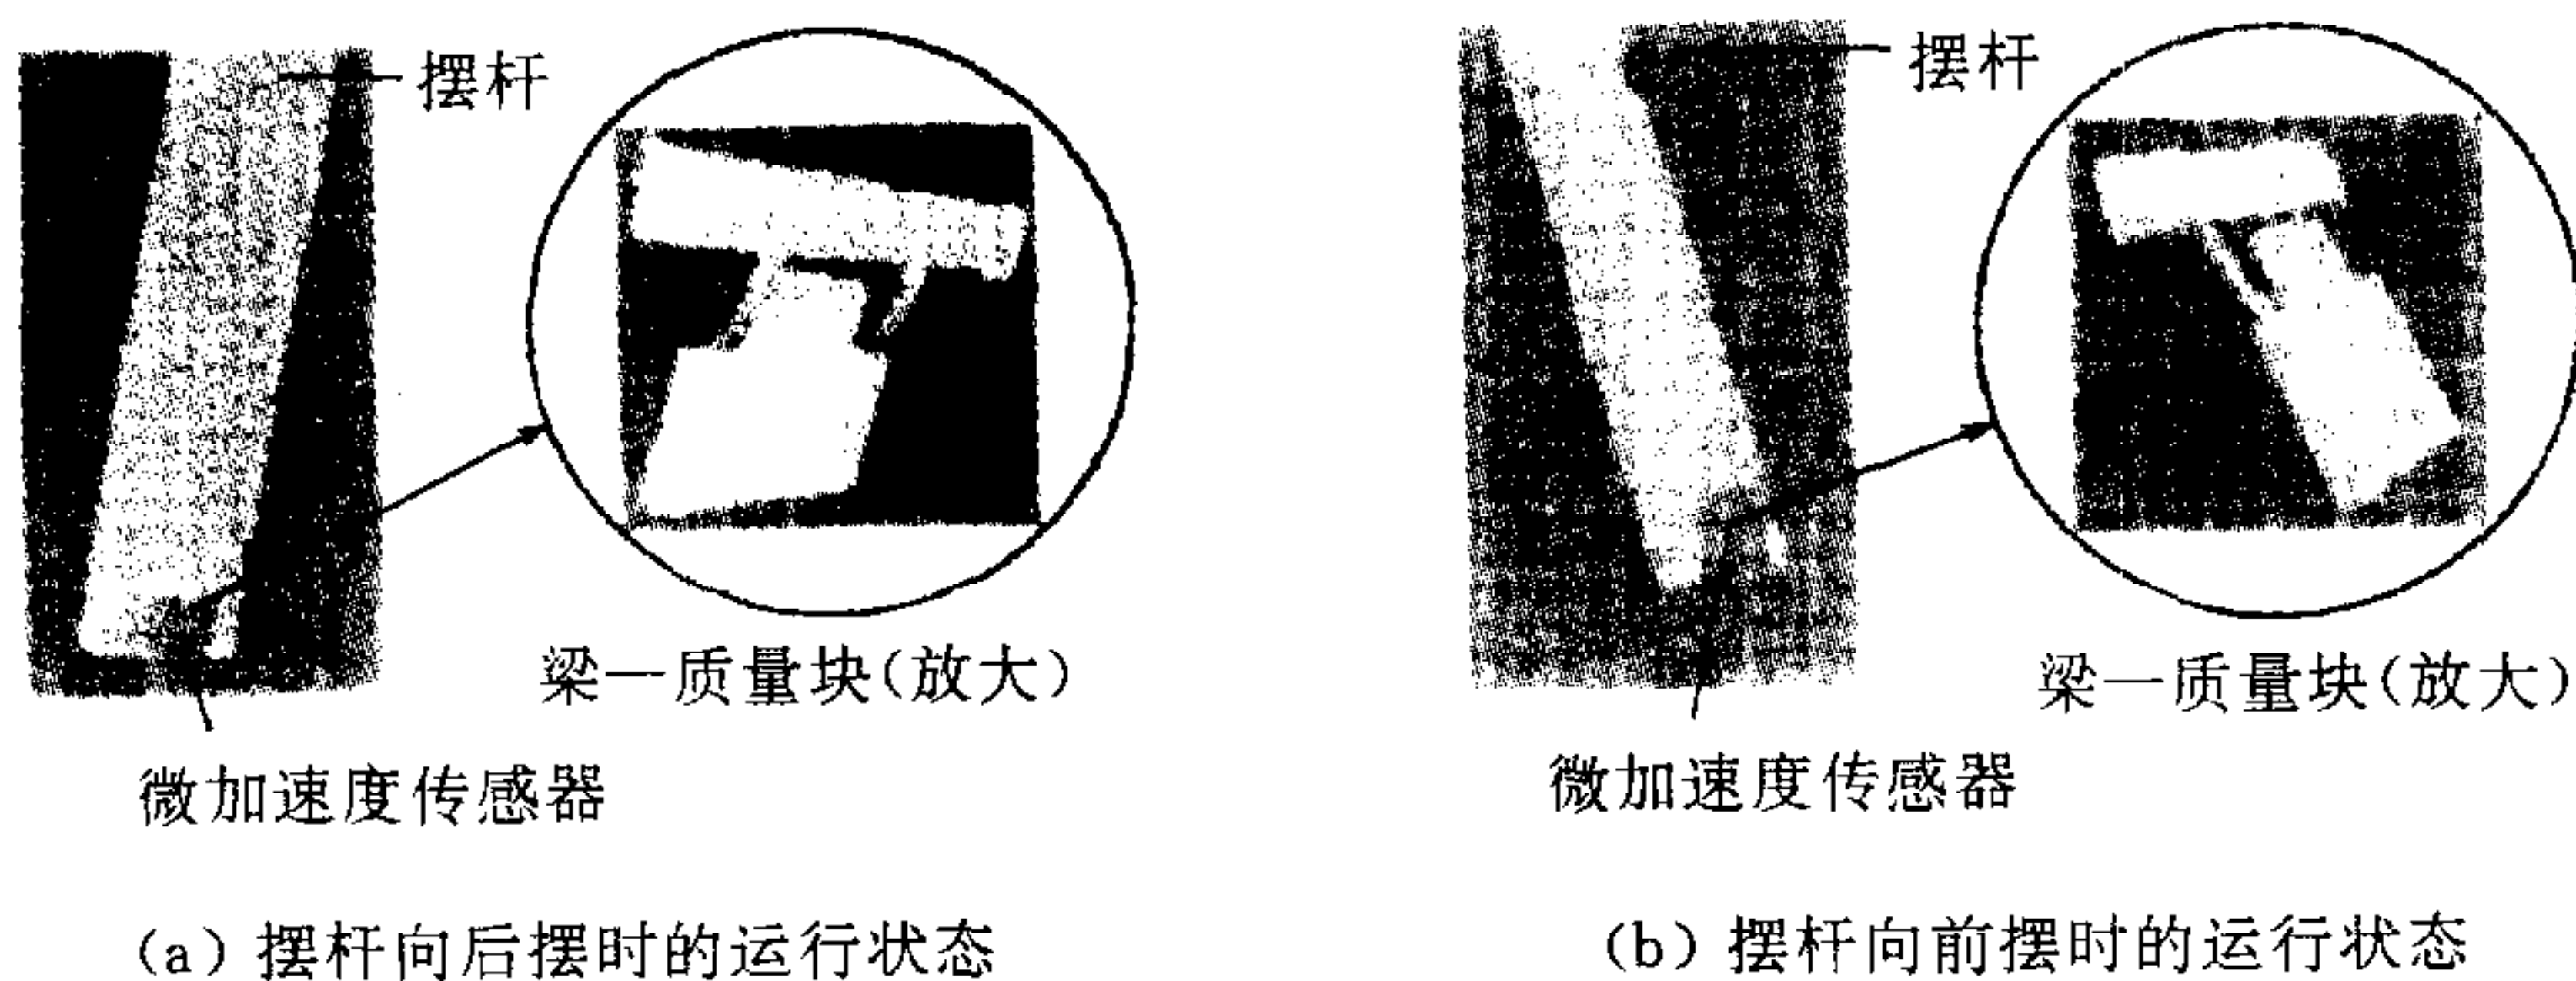 摆杆
摆杆
梁—质量块(放大)
梁—质量块(放大)
微加速度传感器
微加速度传感器
(a) 摆杆向后摆时的运行状态
(b) 摆杆向前摆时的运行状态